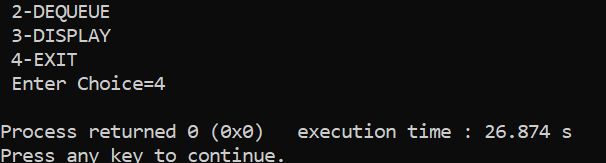 2-DEQUEUE
3-DISPLAY
4-EXIT
Enter Choice=4
Process returned 0 (0x0)   execution time : 26.874 s
Press any key to continue.